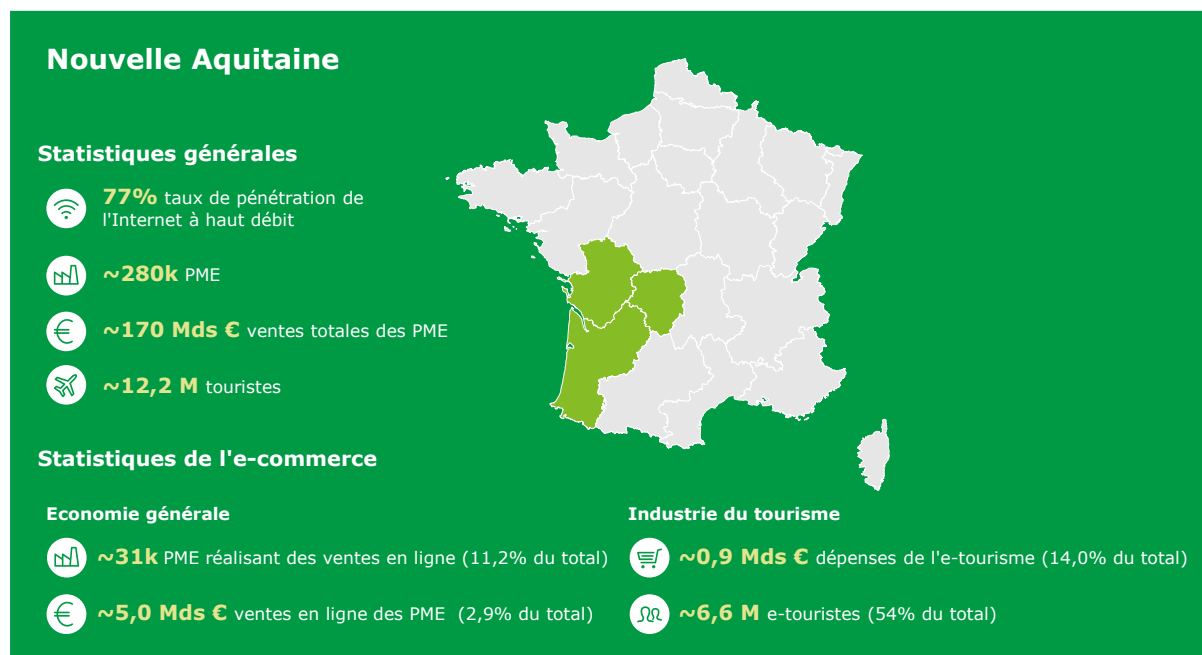 Nouvelle Aquitaine
Statistiques générales
77% taux de pénétration de
l'Internet à haut débit
~280k PME
~170 Mds € ventes totales des PME
~12,2 M touristes
Statistiques de l'e-commerce
Economie générale
~31k PME réalisant des ventes en ligne (11,2% du total)
~5,0 Mds € ventes en ligne des PME (2,9% du total)
Industrie du tourisme
~0,9 Mds € dépenses de l'e-tourisme (14,0% du total)
~6,6 M e-touristes (54% du total)